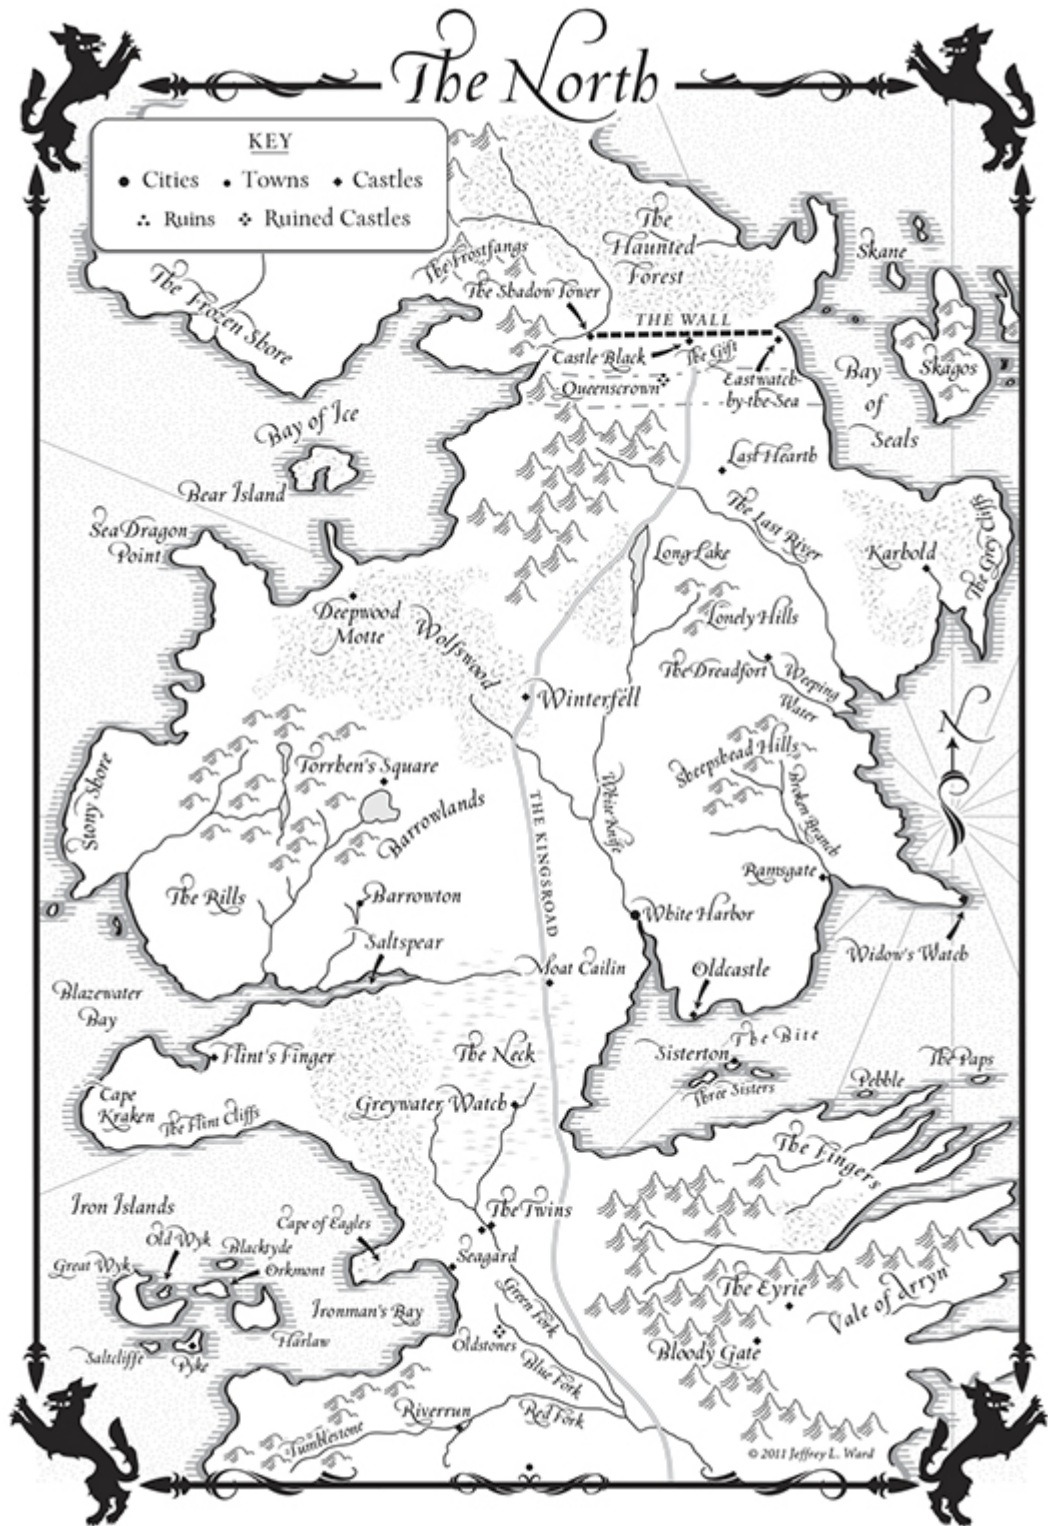 The North
KEY
Cities
Towns
Castles
Ruins
Ruined Castles
The Frostfangs
The
Haunted
Forest
Skane
The Shadow Tower
The Frozen Shore
THE WALL
Castle Black
The Gift
Queenscrown
Eastwatch-
by-the-Sea
Bay
of
Seals
Skagos
Bay of Ice
Last Hearth
Bear Island
The Last River
Sea Dragon
Point
Long Lake
Karhold
The Grey Cliffs
Deepwood
Motte
Wolfswood
Lonely Hills
The Dreadfort
Weeping
Water
Winterfell
N
Sheepshead Hills
Torrhen's Square
Stony Shore
Barrowlands
THE KINGSROAD
White Knife
Broken Branch
Ramsgate
The Rills
Barrowton
White Harbor
Saltspear
Widow's Watch
Moat Cailin
Oldcastle
Blazewater
Bay
The Bite
Flint's Finger
The Neck
Sisterton
The Paps
Pebble
Three Sisters
Cape
Kraken
The Flint Cliffs
Greywater Watch
The Fingers
Iron Islands
The Twins
Cape of Eagles
Old Wyk
Blacktyde
Great Wyk
Orkmont
Seagard
The Eyrie
Vale of Arryn
Ironman's Bay
Green Fork
Harlaw
Oldstones
Saltcliffe
Pyke
Bloody Gate
Blue Fork
Riverrun
Red Fork
Tumblestone
© 2011 Jeffrey L. Ward